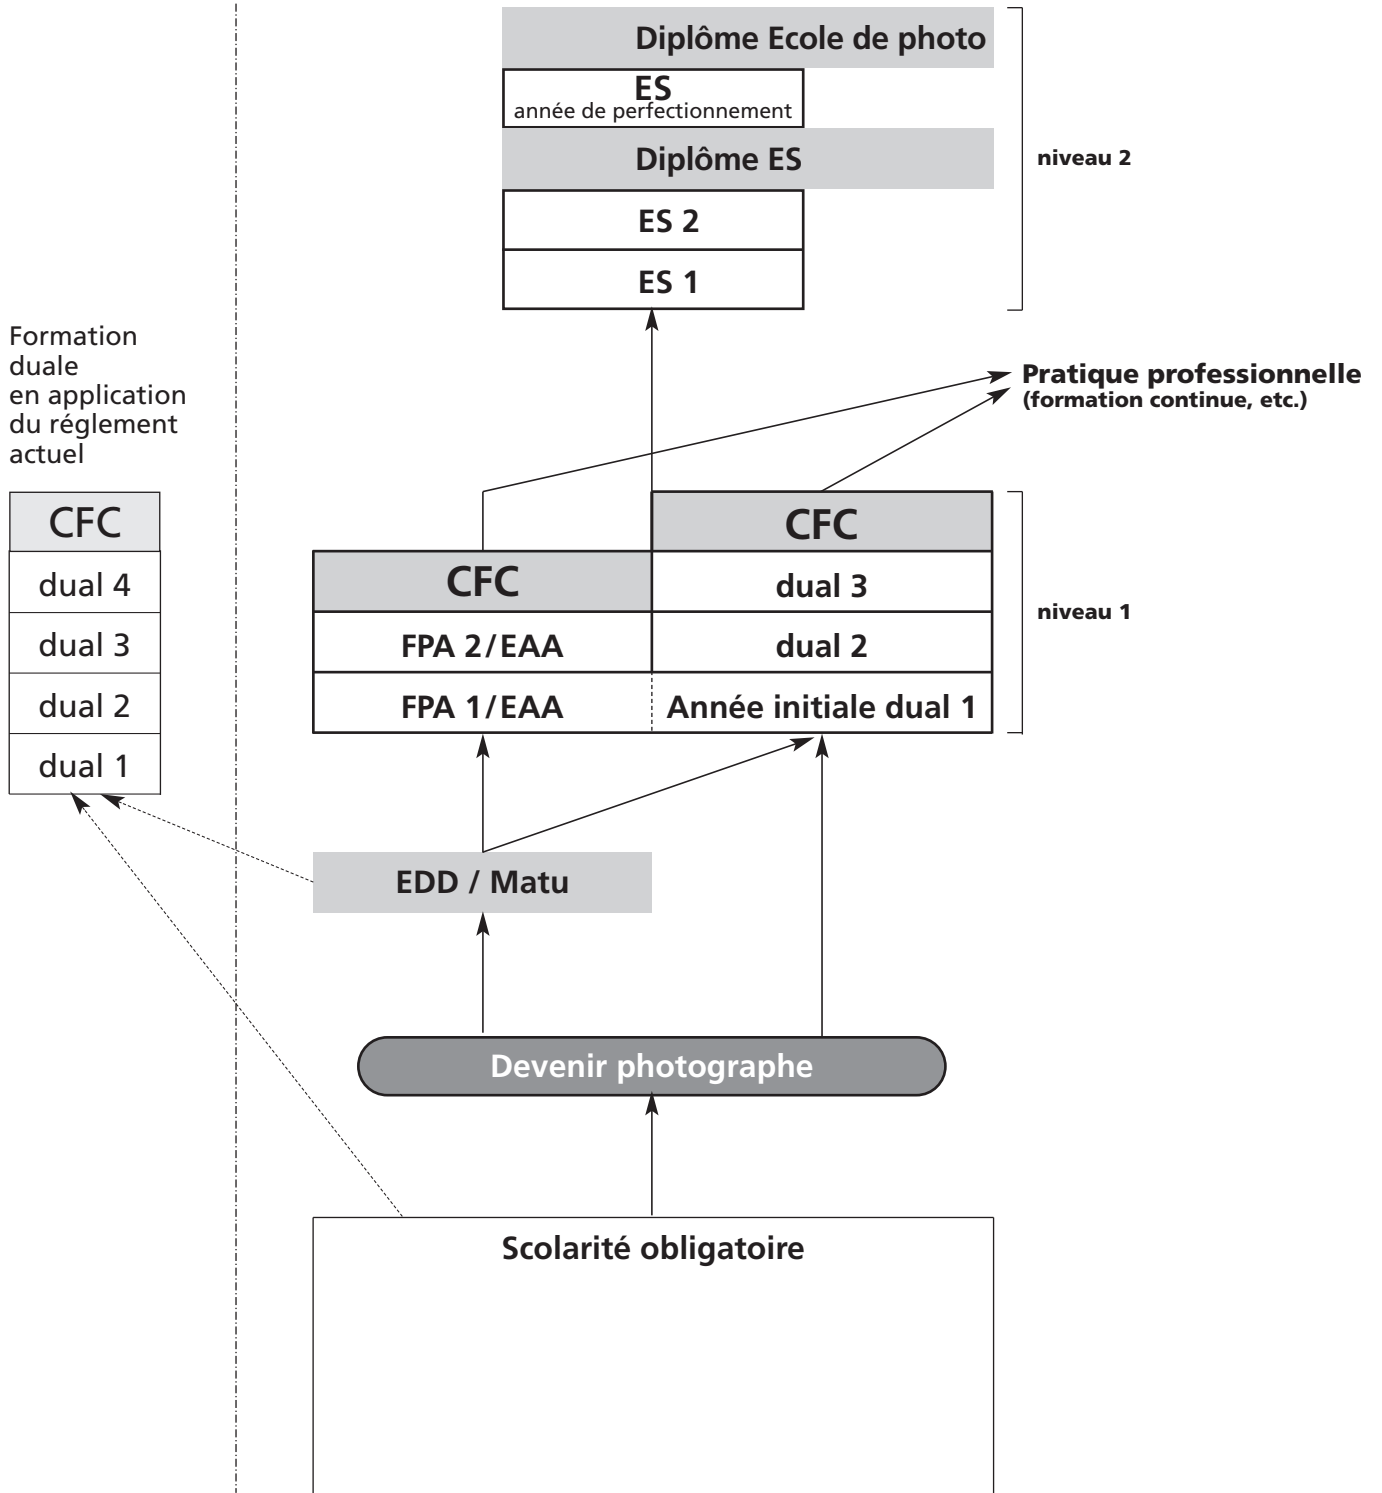 Diplôme Ecole de photo
ES
année de perfectionnement
Diplôme ES
niveau 2
ES 2
ES 1
Formation
duale
en application
du réglement
actuel
Pratique professionnelle
(formation continue, etc.)
CFC
dual 4
dual 3
dual 2
dual 1
CFC
FPA 2/EAA
FPA 1/EAA
CFC
dual 3
dual 2
Année initiale dual 1
niveau 1
EDD / Matu
Devenir photographe
Scolarité obligatoire